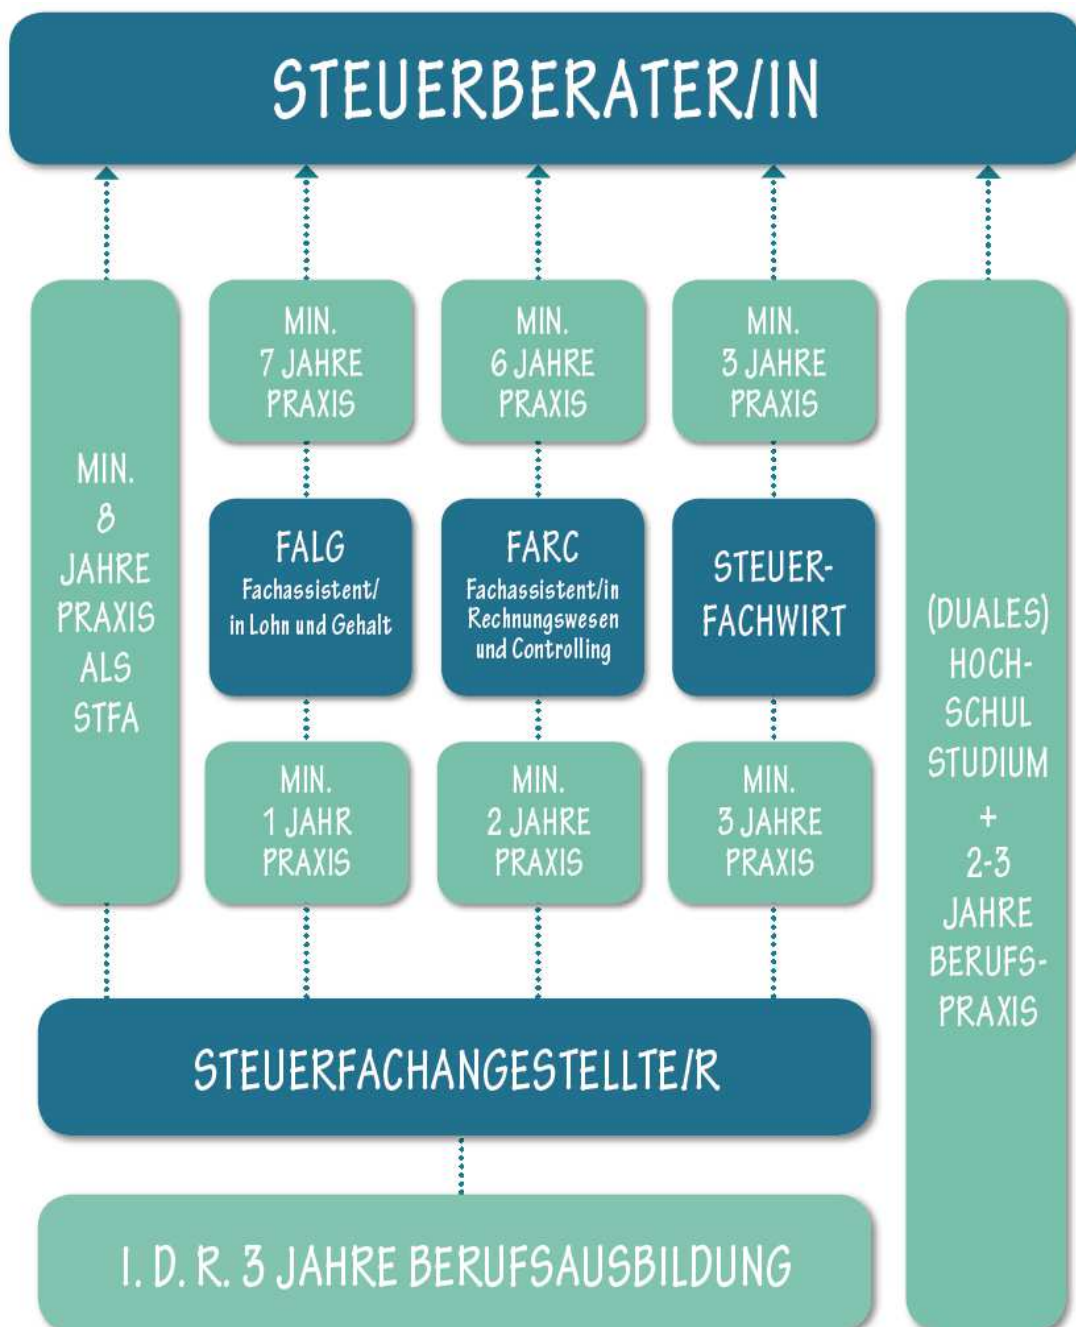 STEUERBERATER/IN
MIN.
8
JAHRE
PRAXIS
ALS
STFA
MIN.
7 JAHRE
PRAXIS
FALG
Fachassistent/
in Lohn und Gehalt
MIN.
1 JAHR
PRAXIS
MIN.
6 JAHRE
PRAXIS
FARC
Fachassistent/in
Rechnungswesen
und Controlling
MIN.
2 JAHRE
PRAXIS
MIN.
3 JAHRE
PRAXIS
STEUER-
FACHWIRT
MIN.
3 JAHRE
PRAXIS
(DUALES)
HOCH-
SCHUL
STUDIUM
+
2-3
JAHRE
BERUFS-
PRAXIS
STEUERFACHANGESTELLTE/R
I. D. R. 3 JAHRE BERUFSAUSBILDUNG